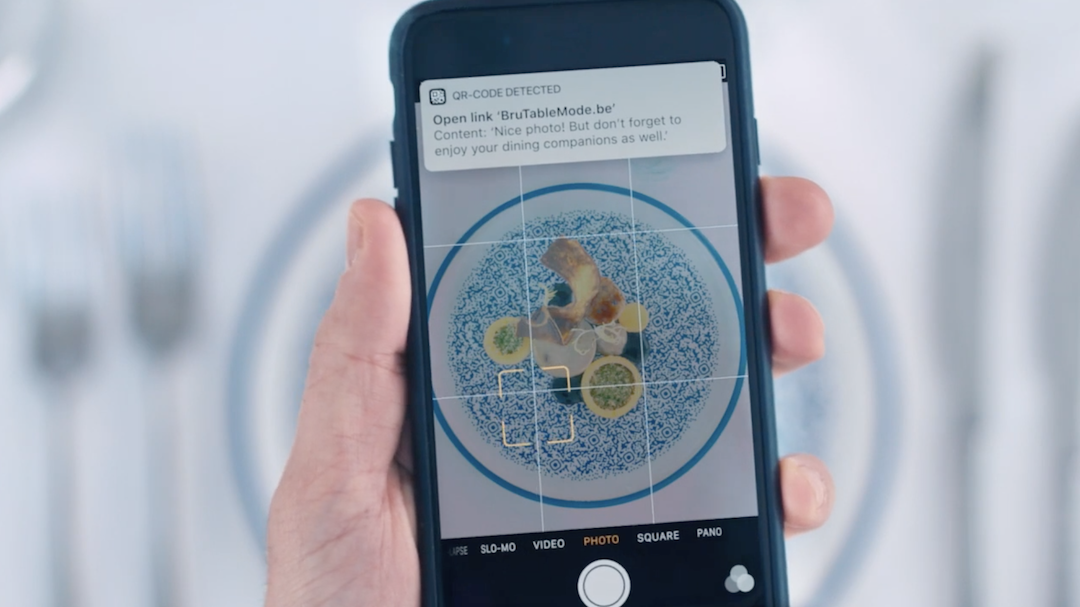 QR-CODE DETECTED
Open link 'BruTableMode.be'
Content: 'Nice photo! But don't forget to
enjoy your dining companions as well.'
APSE SLO-MO VIDEO PHOTO SQUARE PANO